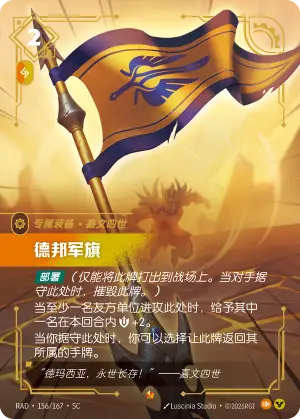 2
专属装备·嘉文四世
德邦军旗
部署 （仅能将此牌打出到战场上。当对手据
守此处时，摧毁此牌。）
当至少一名友方单位进攻此处时，给予其中
一名在本回合内 +2。
当你据守此处时，你可以选择让此牌返回其
所属的手牌。
“德玛西亚，永世长存！”——嘉文四世
RAD · 156/167 · SC
Luscinia Studio · ©2026RGI